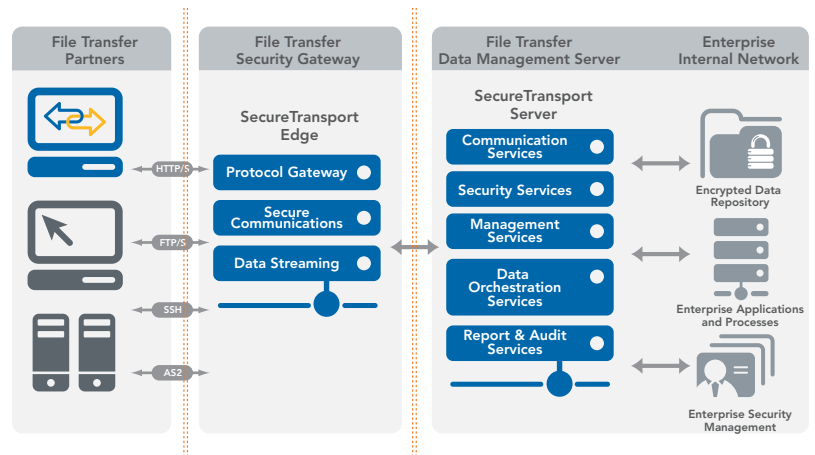 File Transfer
Partners
HTTP/S
FTP/S
SSH
AS2
File Transfer
Security Gateway
SecureTransport
Edge
Protocol Gateway
Secure
Communications
Data Streaming
File Transfer
Data Management Server
SecureTransport
Server
Communication
Services
Security Services
Management
Services
Data
Orchestration
Services
Report & Audit
Services
Enterprise
Internal Network
Encrypted Data
Repository
Enterprise Applications
and Processes
Enterprise Security
Management